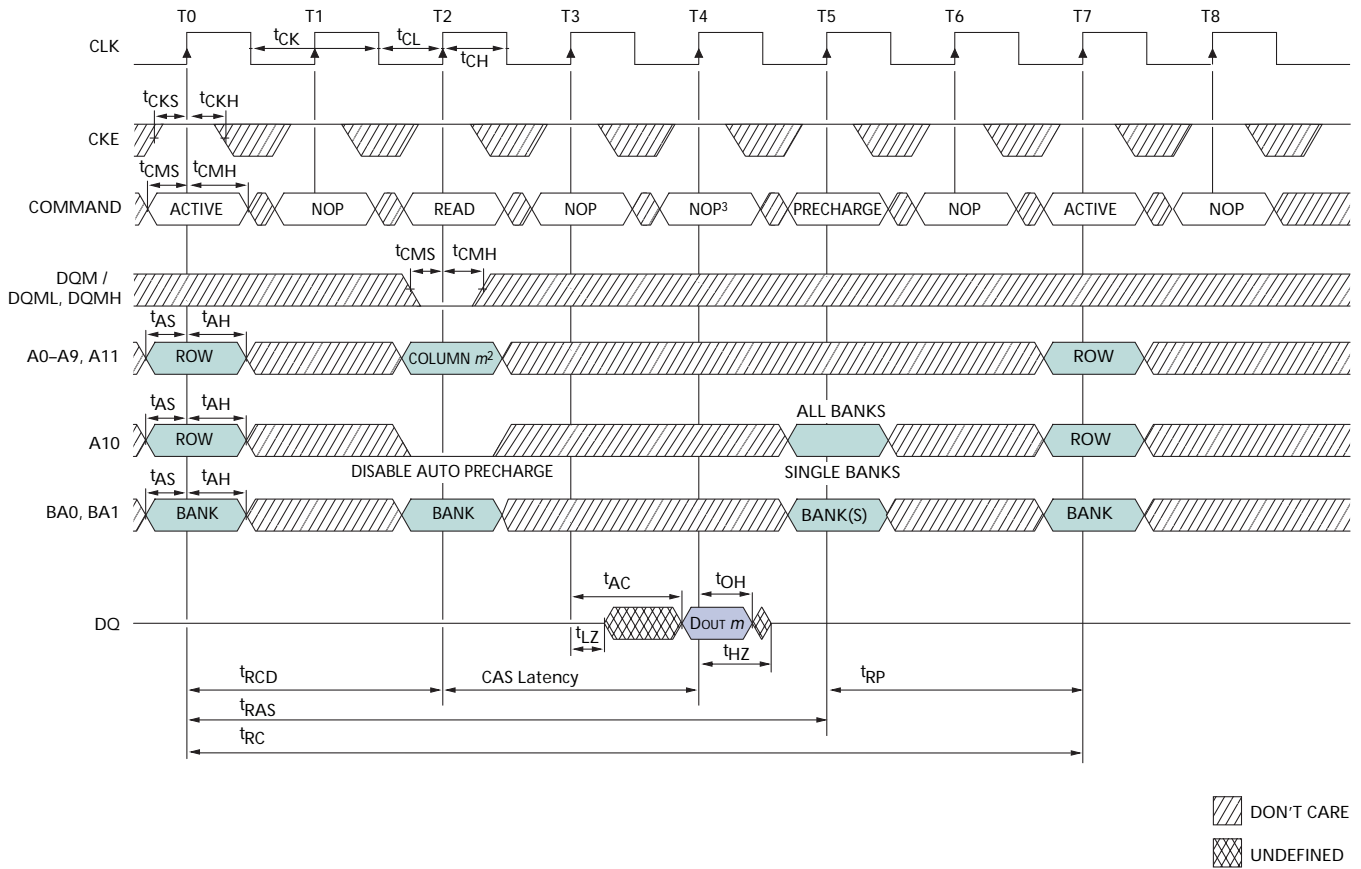 T0 T1 T2 T3 T4 T5 T6 T7 T8
CLK
tCK tCL tCH
tCKS tCKH
CKE
tCMS tCMH
COMMAND ACTIVE NOP READ NOP NOP3 PRECHARGE NOP ACTIVE NOP
tCMS tCMH
DQM /
DQML, DQMH
tAS tAH
A0–A9, A11 ROW COLUMN m2 ROW
tAS tAH ALL BANKS
A10 ROW ROW
DISABLE AUTO PRECHARGE SINGLE BANKS
tAS tAH
BA0, BA1 BANK BANK BANK(S) BANK
tAC tOH
DQ DOUT m
tLZ tHZ
tRCD CAS Latency tRP
tRAS
tRC
DON'T CARE
UNDEFINED